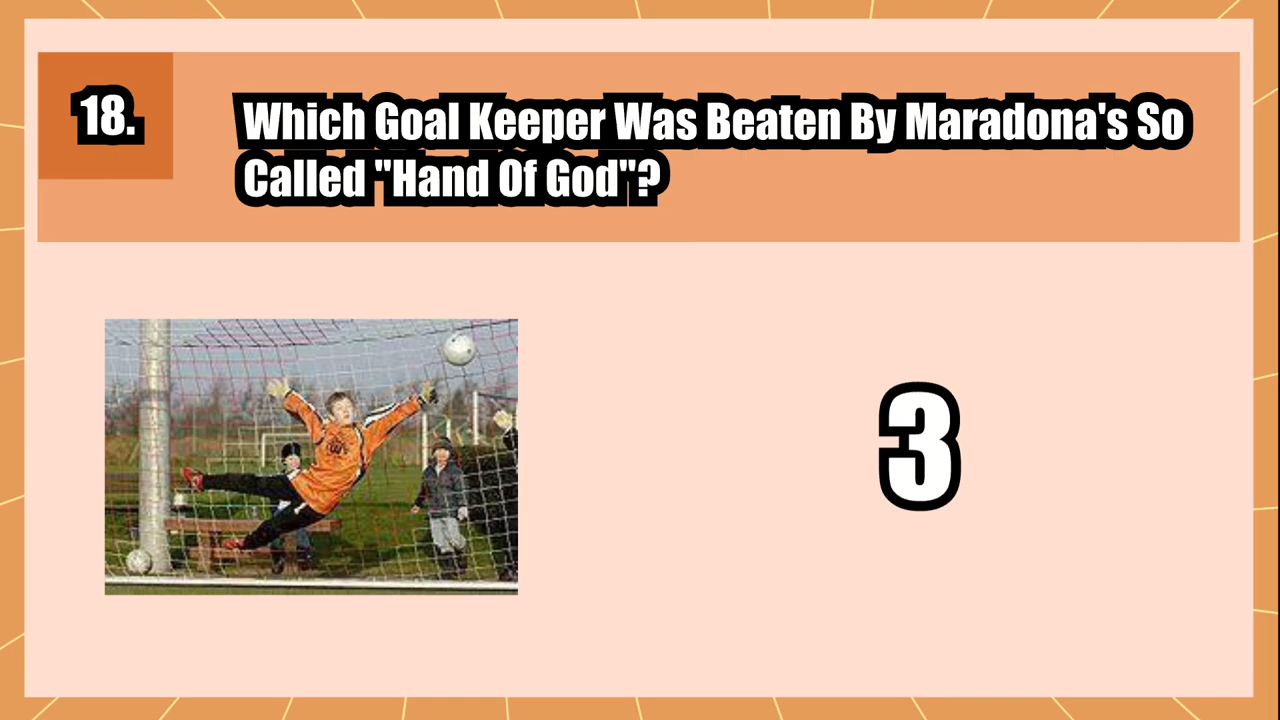 18.
Which Goal Keeper Was Beaten By Maradona's So
Called "Hand Of God"?
3